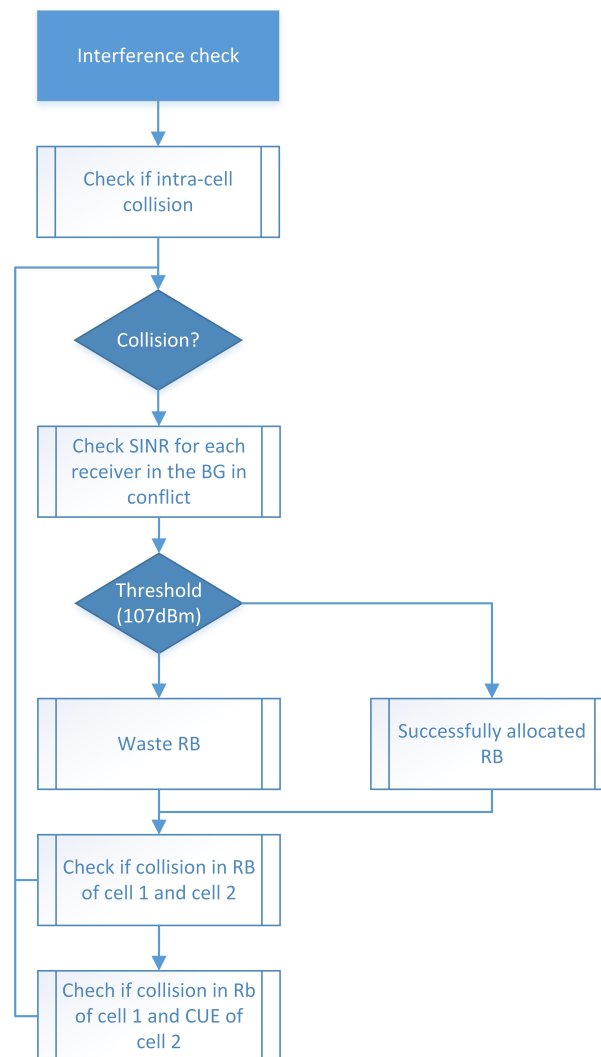 Interference check
Check if intra-cell
collision
Collision?
Check SINR for each
receiver in the BG in
conflict
Threshold
(107dBm)
Waste RB
Successfully allocated
RB
Check if collision in RB
of cell 1 and cell 2
Chech if collision in Rb
of cell 1 and CUE of
cell 2